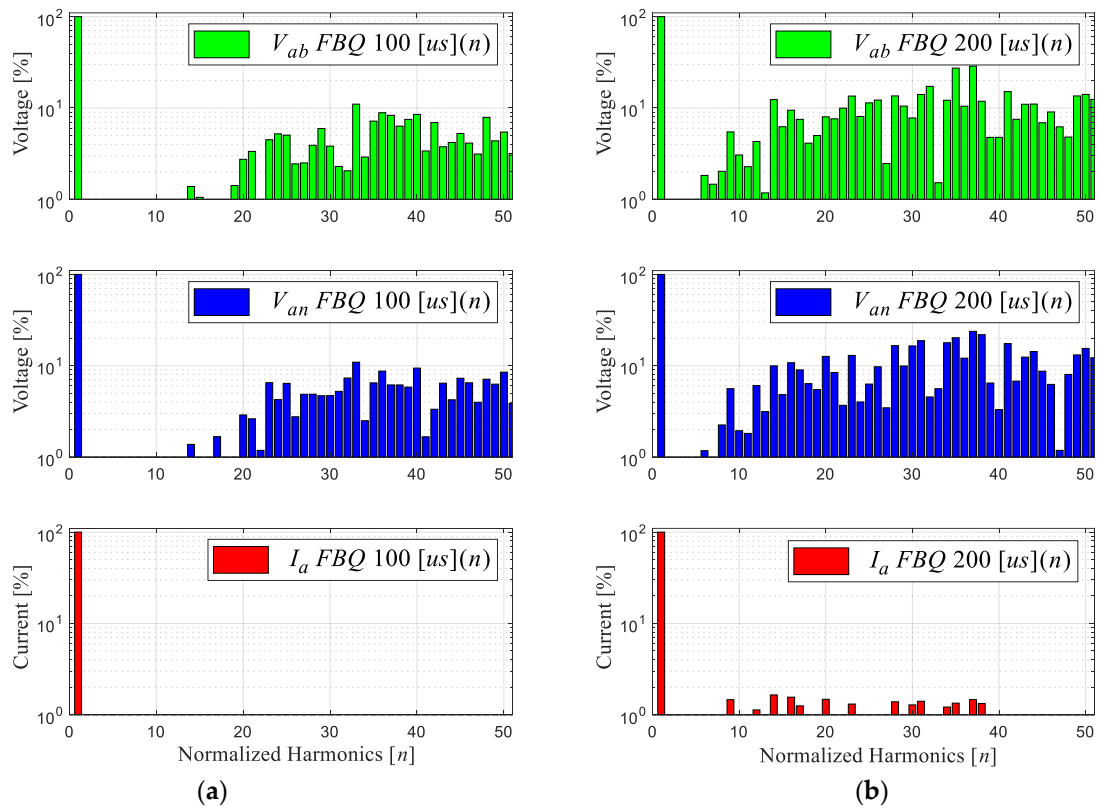 V_ab FBQ 100 [us](n)
Voltage [%]
10^2
10^1
10^0
0 10 20 30 40 50
V_an FBQ 100 [us](n)
Voltage [%]
10^2
10^1
10^0
0 10 20 30 40 50
I_a FBQ 100 [us](n)
Current [%]
10^2
10^1
10^0
0 10 20 30 40 50
Normalized Harmonics [n]
(a)
V_ab FBQ 200 [us](n)
Voltage [%]
10^2
10^1
10^0
0 10 20 30 40 50
V_an FBQ 200 [us](n)
Voltage [%]
10^2
10^1
10^0
0 10 20 30 40 50
I_a FBQ 200 [us](n)
Current [%]
10^2
10^1
10^0
0 10 20 30 40 50
Normalized Harmonics [n]
(b)